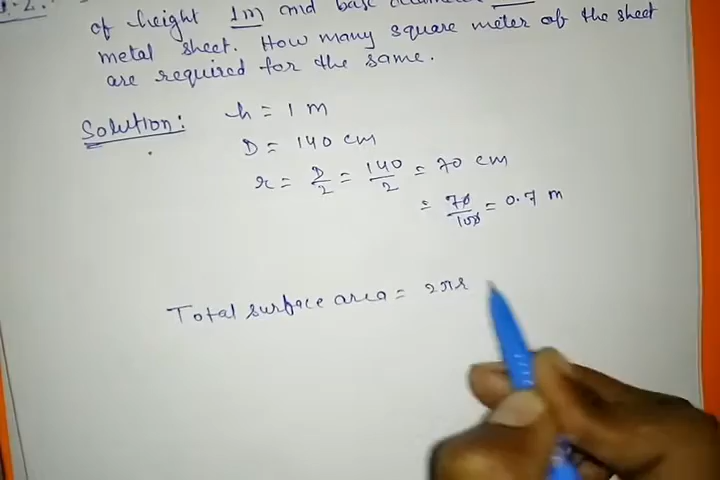 of height 1m and base
metal sheet. How many square meter of the sheet
are required for the same.
Solution: h = 1 m
D = 140 cm
r = D/2 = 140/2 = 70 cm
= 70/100 = 0.7 m
Total surface area = 2πr